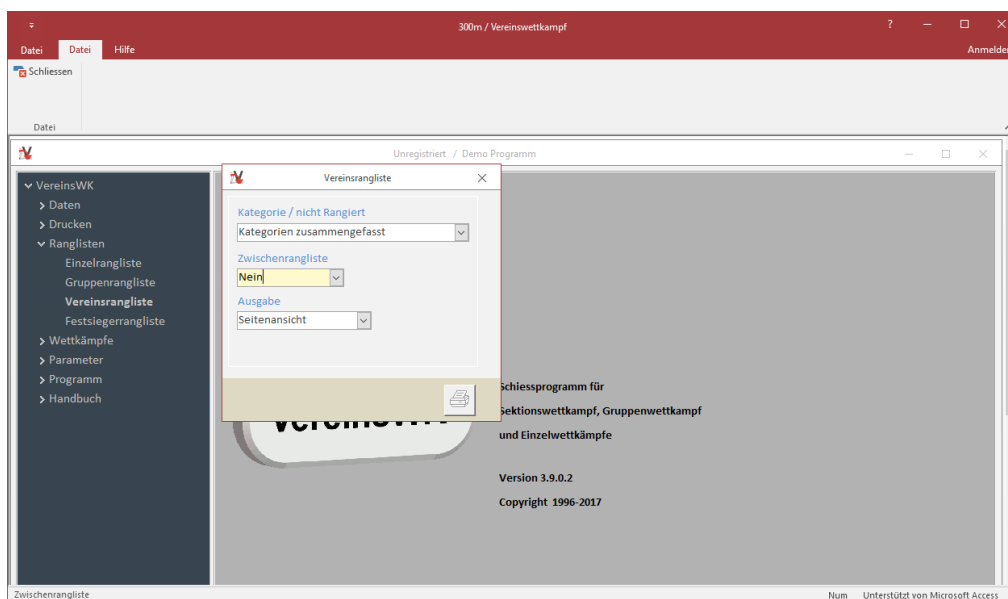 300m / Vereinswettkampf
?
Datei Datei Hilfe
Schliessen
Datei
Unregistriert / Demo Programm
VereinsWK
Daten
Drucken
Ranglisten
Einzelrangliste
Gruppenrangliste
Vereinsrangliste
Festsiegerrangliste
Wettkämpfe
Parameter
Programm
Handbuch
Vereinsrangliste
Kategorie / nicht Rangiert
Kategorien zusammengefasst
Zwischenrangliste
Nein
Ausgabe
Seitenansicht
Schiessprogramm für
Sektionswettkampf, Gruppenwettkampf
und Einzelwettkämpfe
Version 3.9.0.2
Copyright 1996-2017
Zwischenrangliste
Num Unterstützt von Microsoft Access